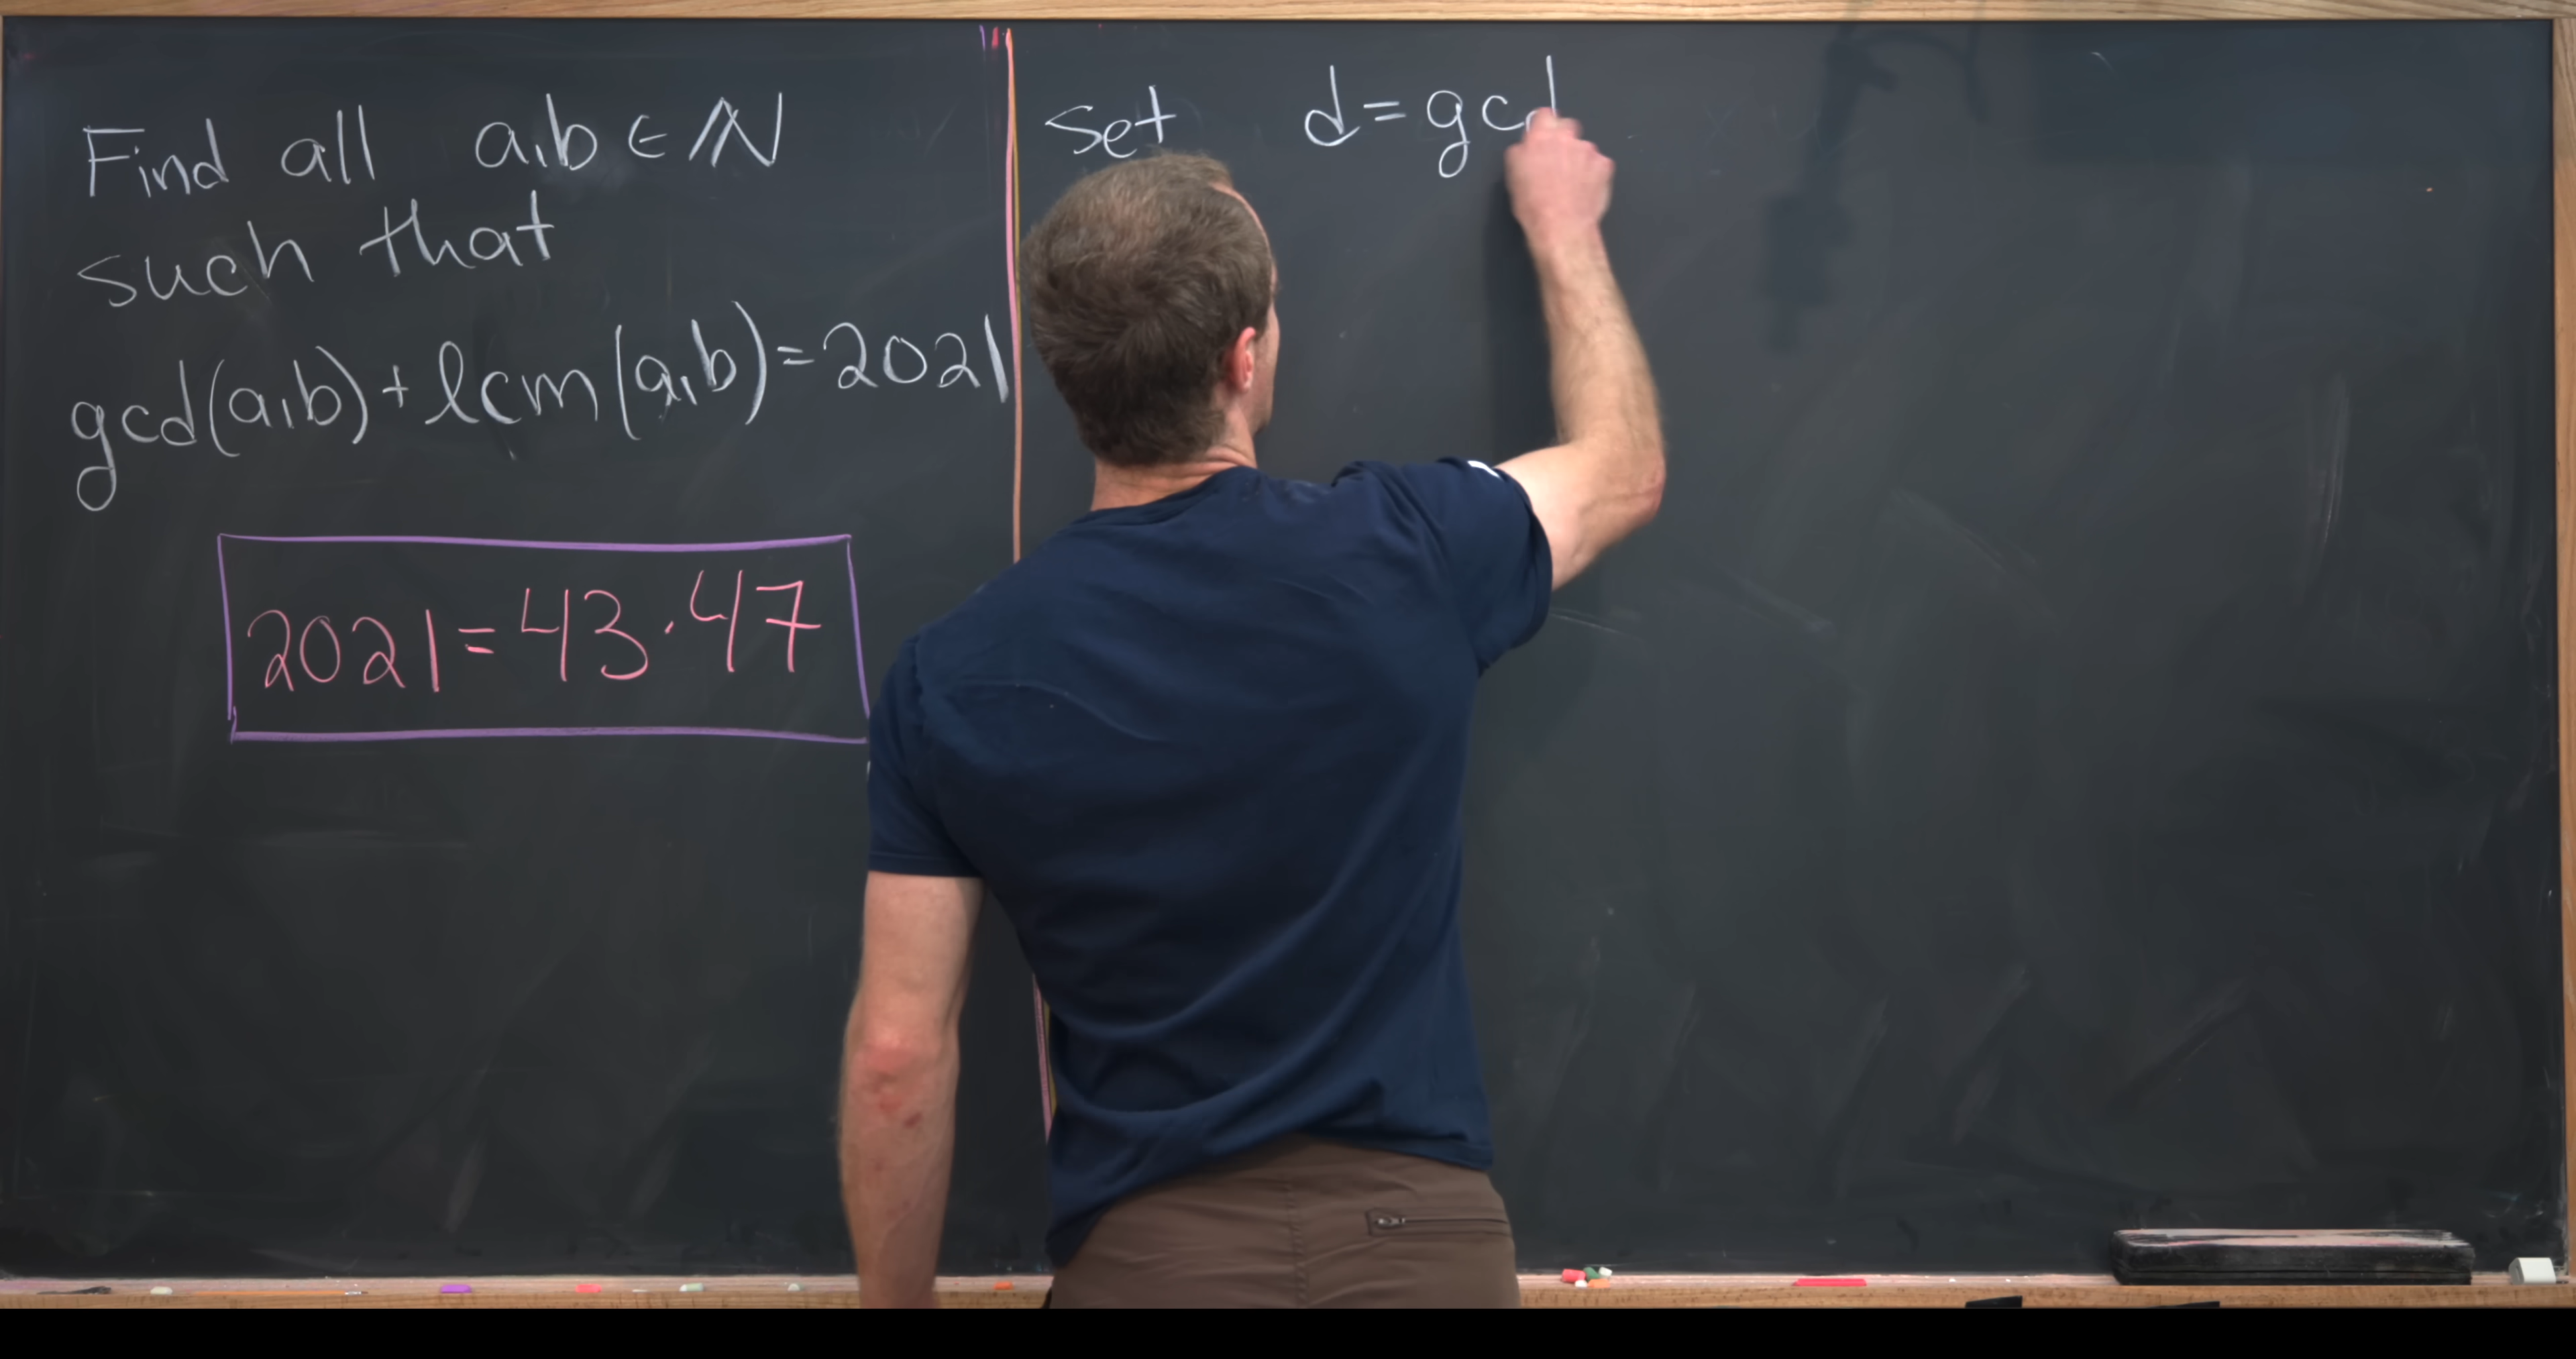 Find all a,b ∈ ℕ
such that
gcd(a,b)+lcm(a,b)=2021
2021=43·47
set d=gcd